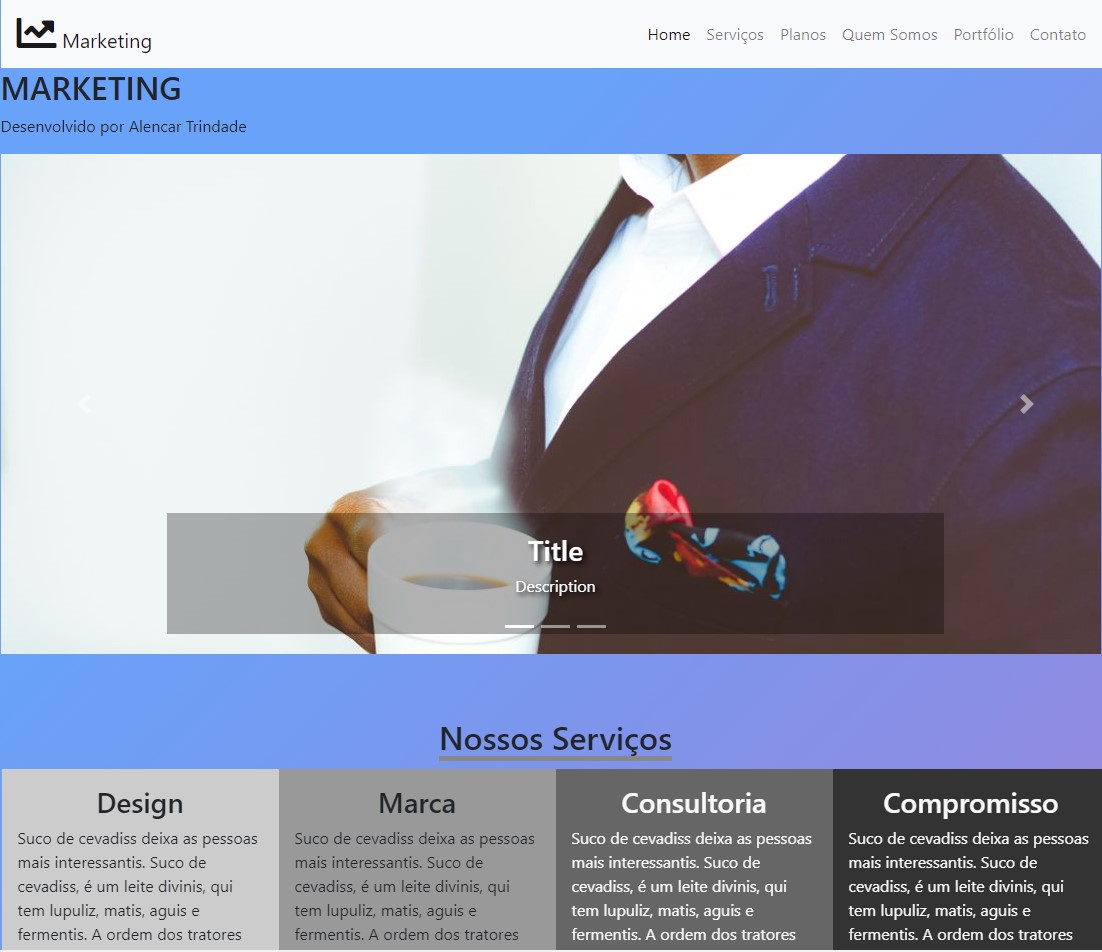 Marketing
Home Serviços Planos Quem Somos Portfólio Contato
MARKETING
Desenvolvido por Alencar Trindade
Title
Description
Nossos Serviços
Design
Suco de cevadiss deixa as pessoas
mais interessantis. Suco de
cevadiss, é um leite divinis, qui
tem lupuliz, matis, aguis e
fermentis. A ordem dos tratores
Marca
Suco de cevadiss deixa as pessoas
mais interessantis. Suco de
cevadiss, é um leite divinis, qui
tem lupuliz, matis, aguis e
fermentis. A ordem dos tratores
Consultoria
Suco de cevadiss deixa as pessoas
mais interessantis. Suco de
cevadiss, é um leite divinis, qui
tem lupuliz, matis, aguis e
fermentis. A ordem dos tratores
Compromisso
Suco de cevadiss deixa as pessoas
mais interessantis. Suco de
cevadiss, é um leite divinis, qui
tem lupuliz, matis, aguis e
fermentis. A ordem dos tratores